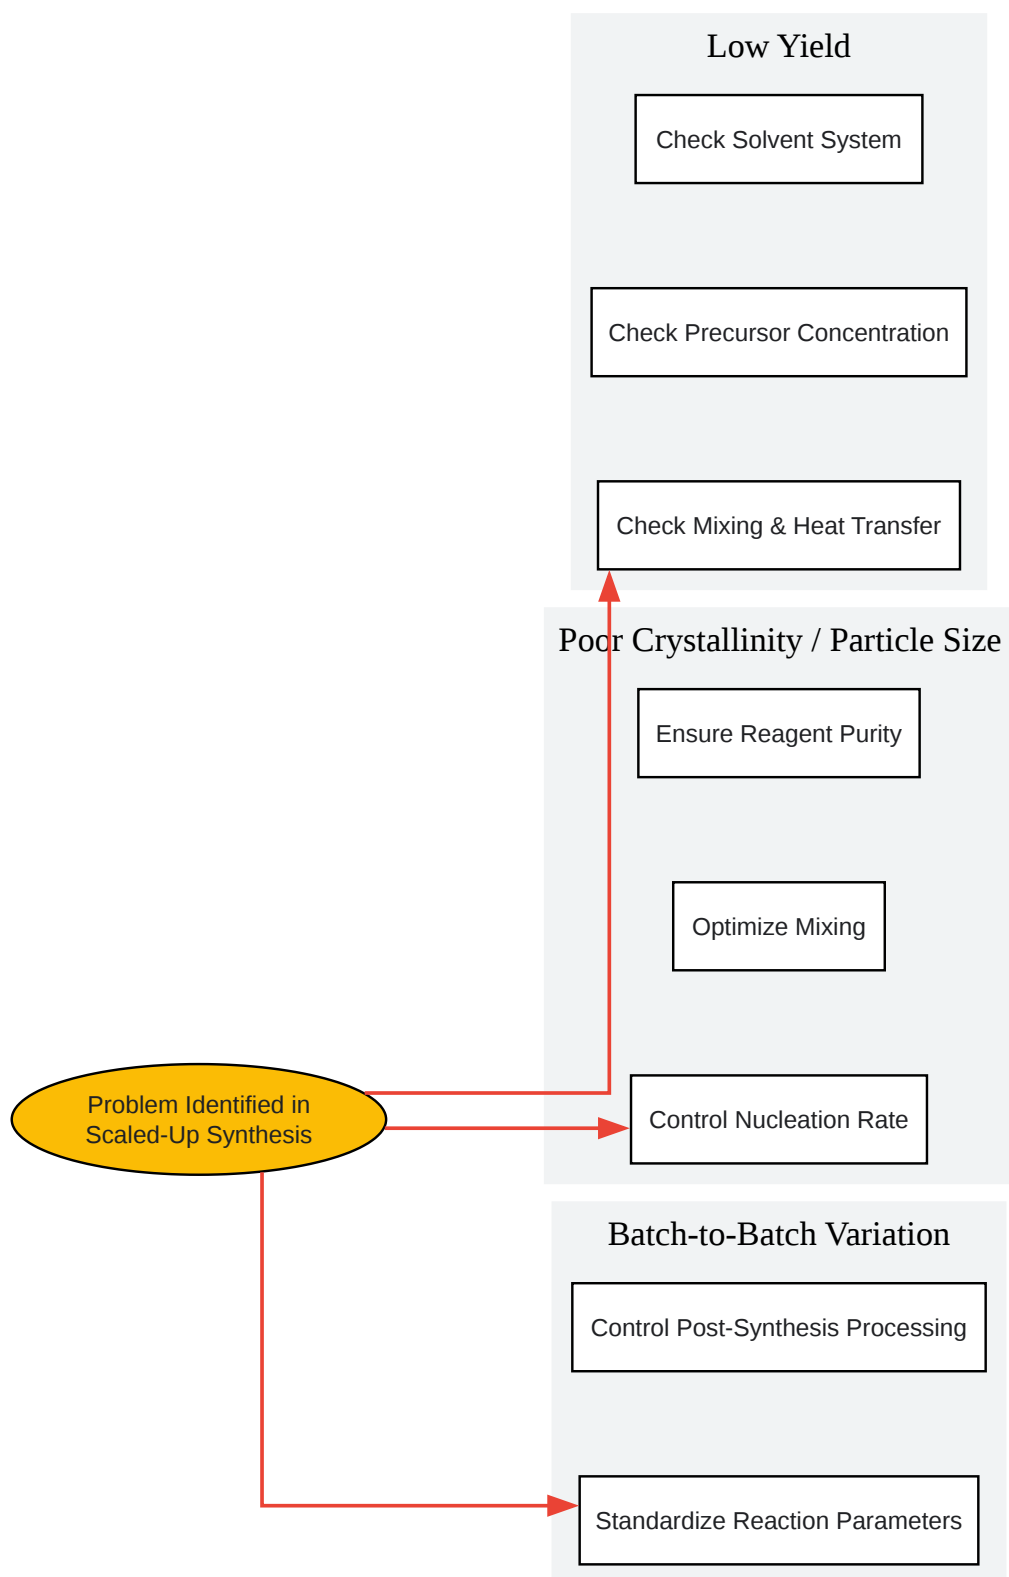 Low Yield
Check Solvent System
Check Precursor Concentration
Check Mixing & Heat Transfer
Poor Crystallinity / Particle Size
Ensure Reagent Purity
Optimize Mixing
Problem Identified in
Scaled-Up Synthesis
Control Nucleation Rate
Batch-to-Batch Variation
Control Post-Synthesis Processing
Standardize Reaction Parameters